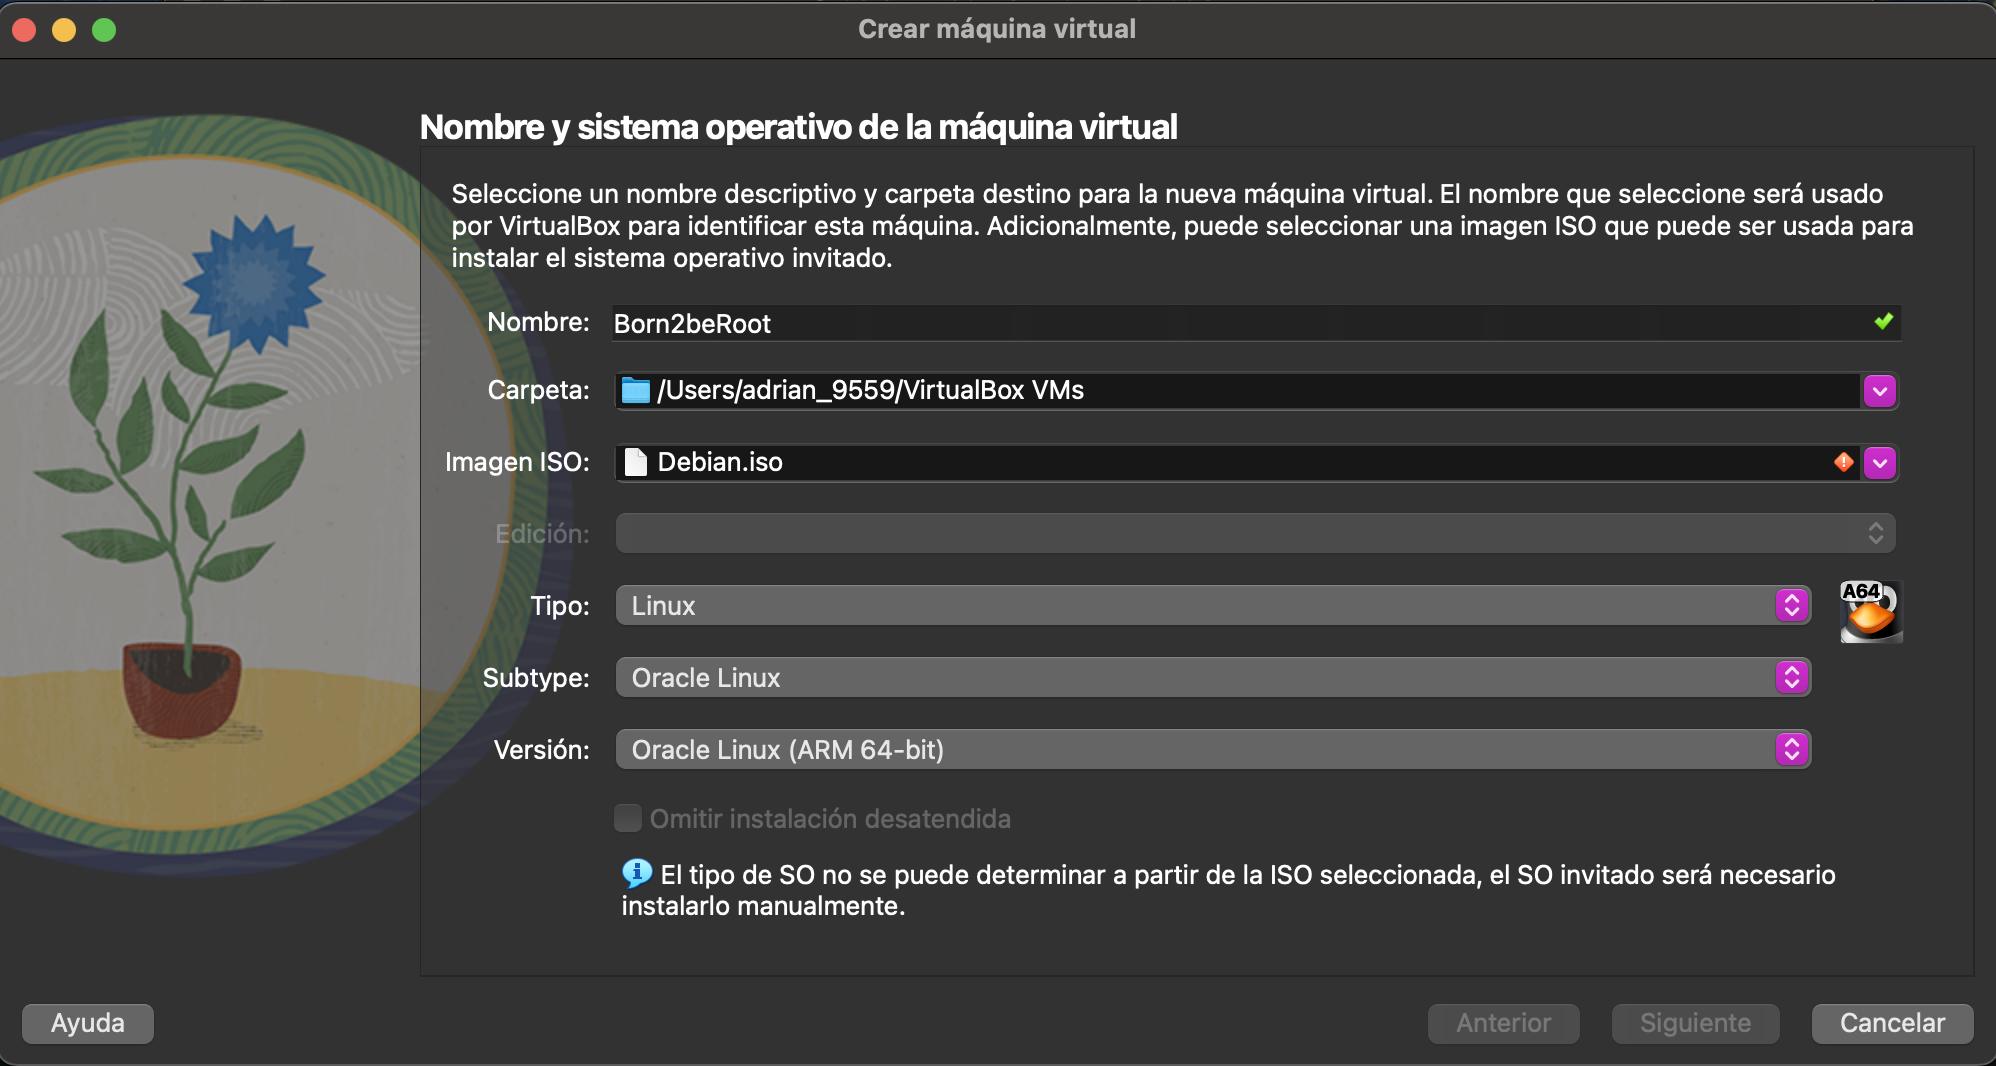 Crear máquina virtual
Nombre y sistema operativo de la máquina virtual
Seleccione un nombre descriptivo y carpeta destino para la nueva máquina virtual. El nombre que seleccione será usado
por VirtualBox para identificar esta máquina. Adicionalmente, puede seleccionar una imagen ISO que puede ser usada para
instalar el sistema operativo invitado.
Nombre: Born2beRoot
Carpeta: /Users/adrian_9559/VirtualBox VMs
Imagen ISO: Debian.iso
Edición:
Tipo: Linux
A64
Subtype: Oracle Linux
Versión: Oracle Linux (ARM 64-bit)
Omitir instalación desatendida
El tipo de SO no se puede determinar a partir de la ISO seleccionada, el SO invitado será necesario
instalarlo manualmente.
Ayuda Anterior Siguiente Cancelar